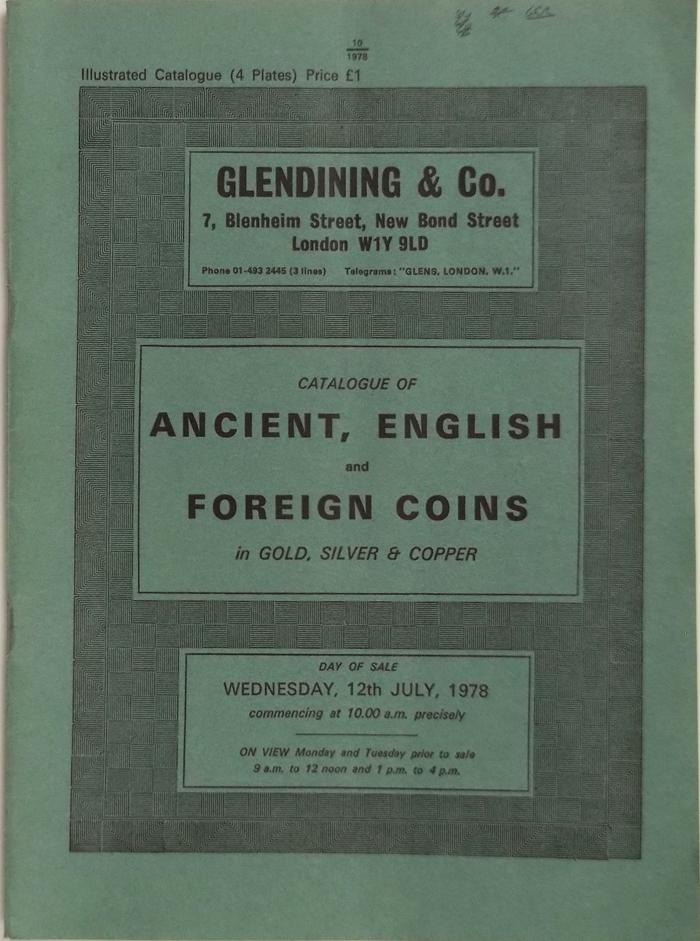 10
1978
Illustrated Catalogue (4 Plates) Price £1
GLENDINING & Co.
7, Blenheim Street, New Bond Street
London W1Y 9LD
Phone 01-493 2445 (3 lines) Telegrams: "GLENS, LONDON, W.1."
CATALOGUE OF
ANCIENT, ENGLISH
and
FOREIGN COINS
in GOLD, SILVER & COPPER
DAY OF SALE
WEDNESDAY, 12th JULY, 1978
commencing at 10.00 a.m. precisely
ON VIEW Monday and Tuesday prior to sale
9 a.m. to 12 noon and 1 p.m. to 4 p.m.